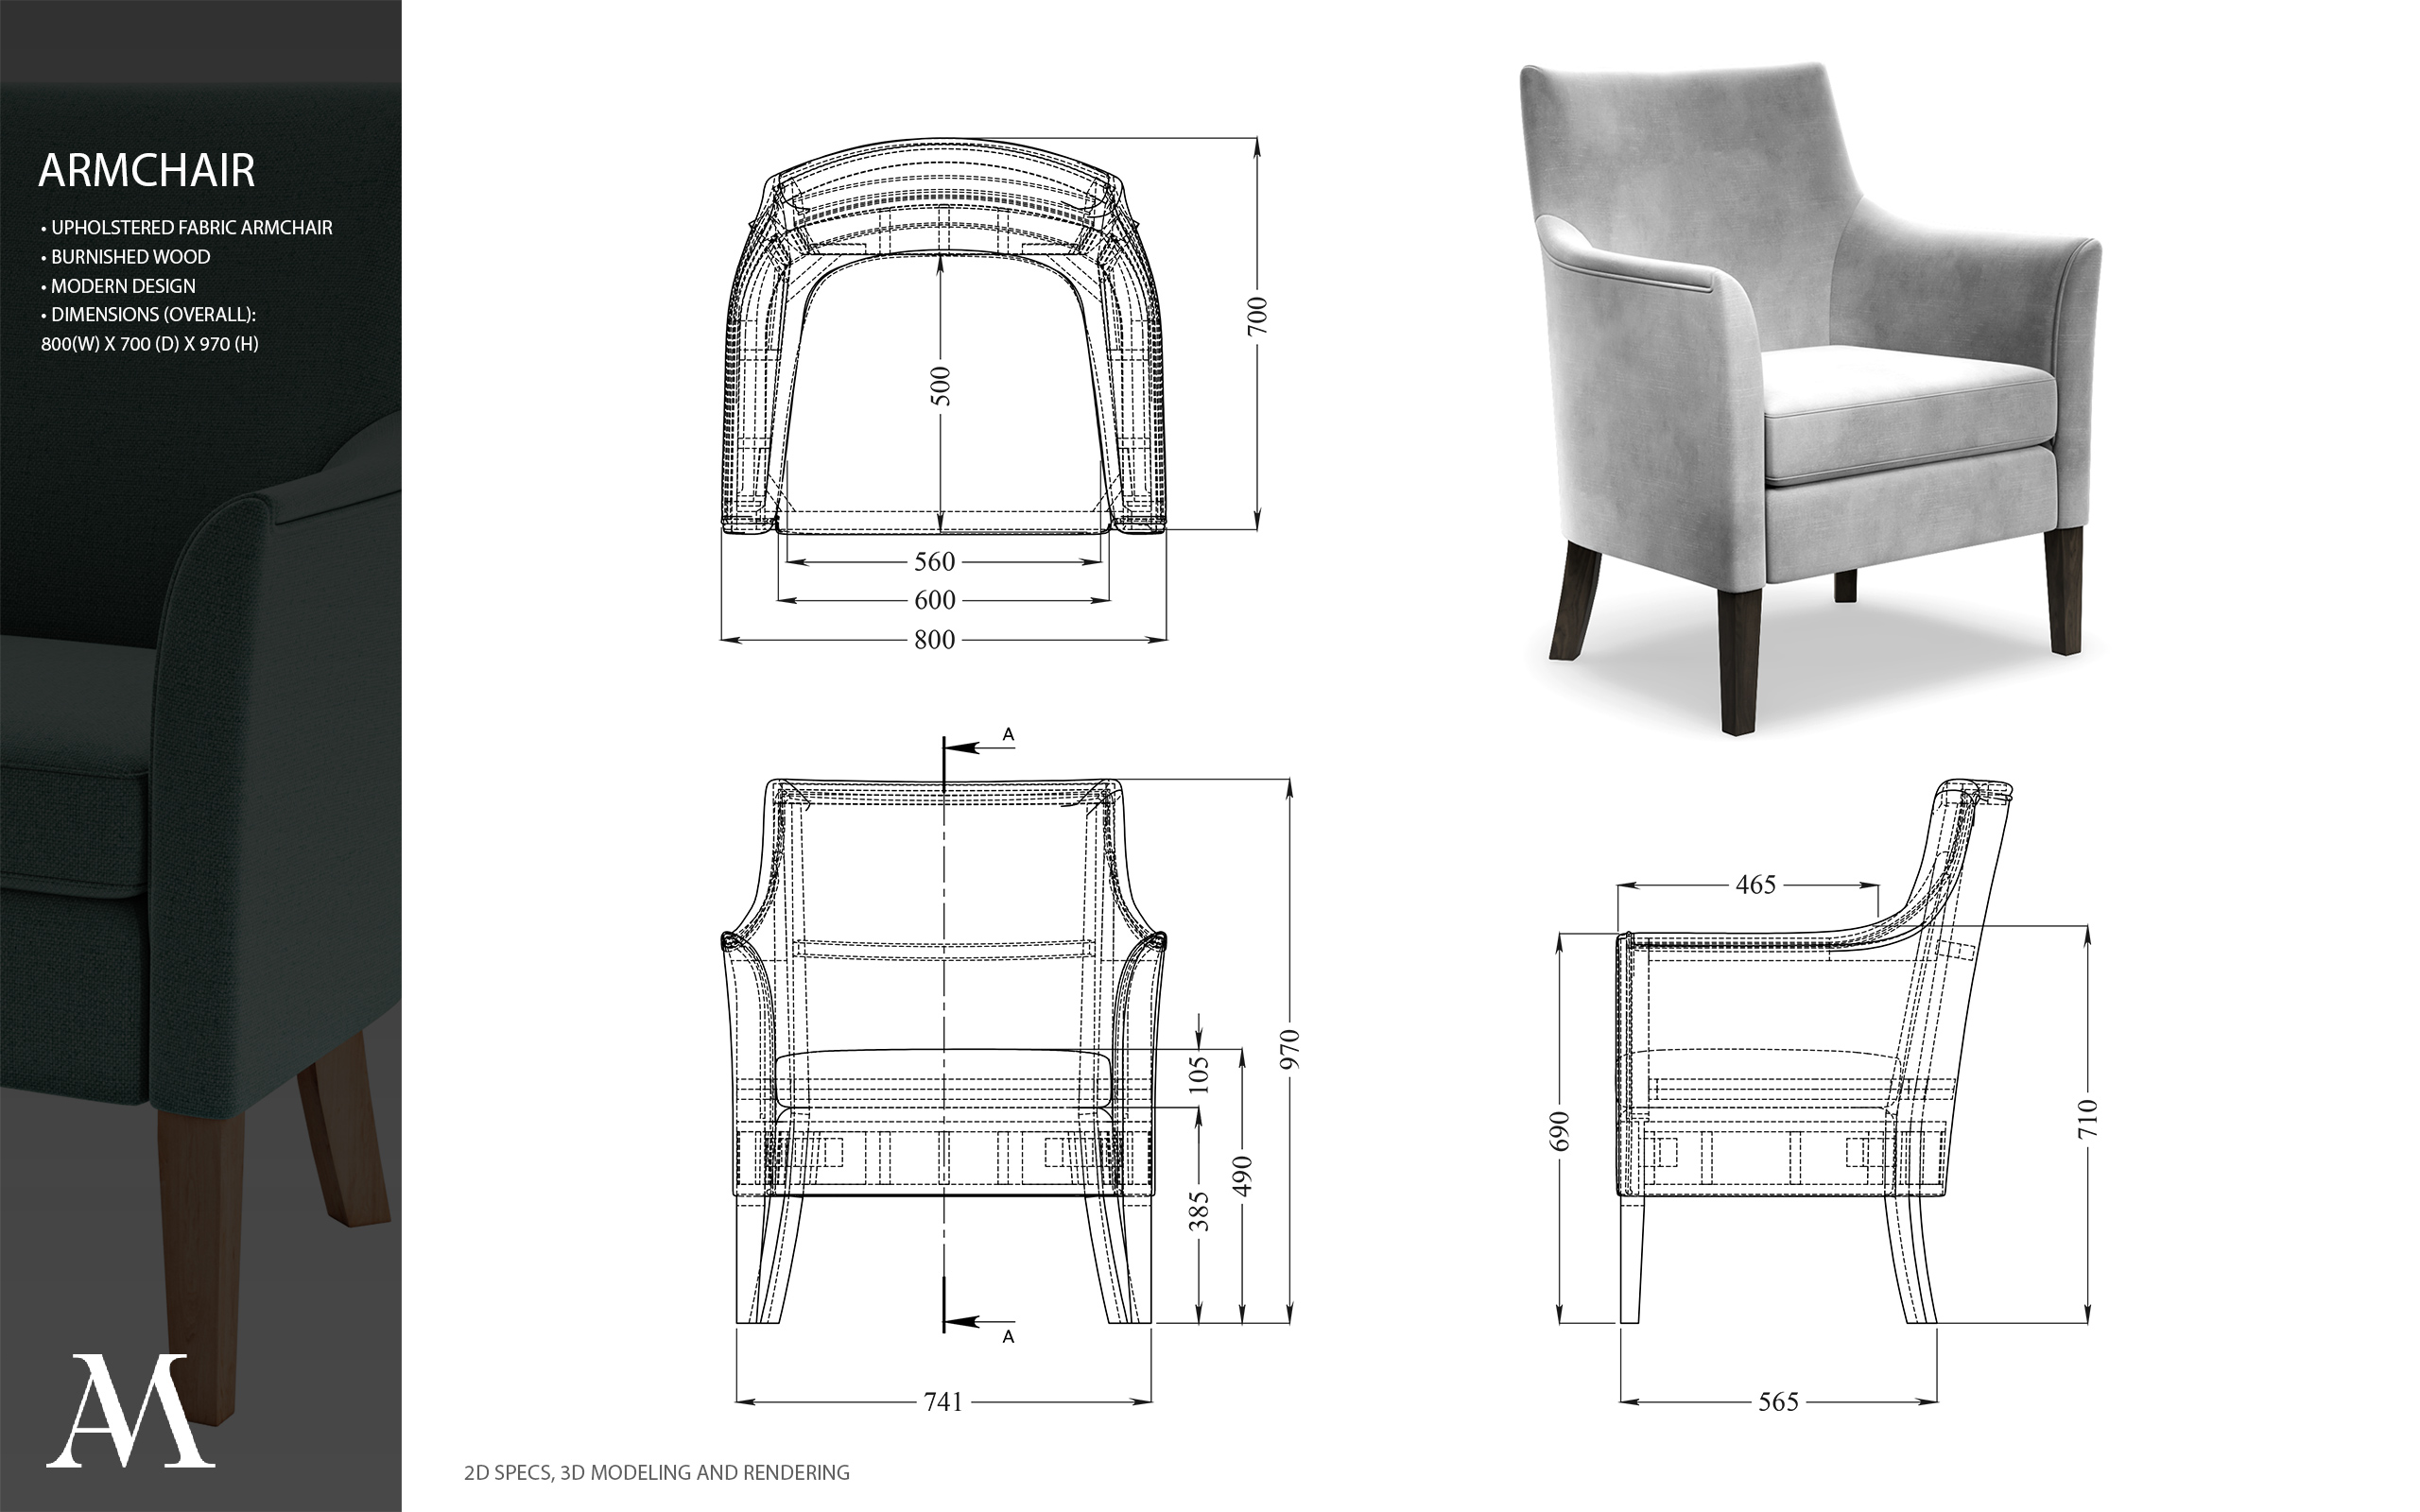 ARMCHAIR
• UPHOLSTERED FABRIC ARMCHAIR
• BURNISHED WOOD
• MODERN DESIGN
• DIMENSIONS (OVERALL):
800(W) X 700 (D) X 970 (H)
AM
700
500
560
600
800
A
970
105
490
385
A
741
465
690
710
565
2D SPECS, 3D MODELING AND RENDERING